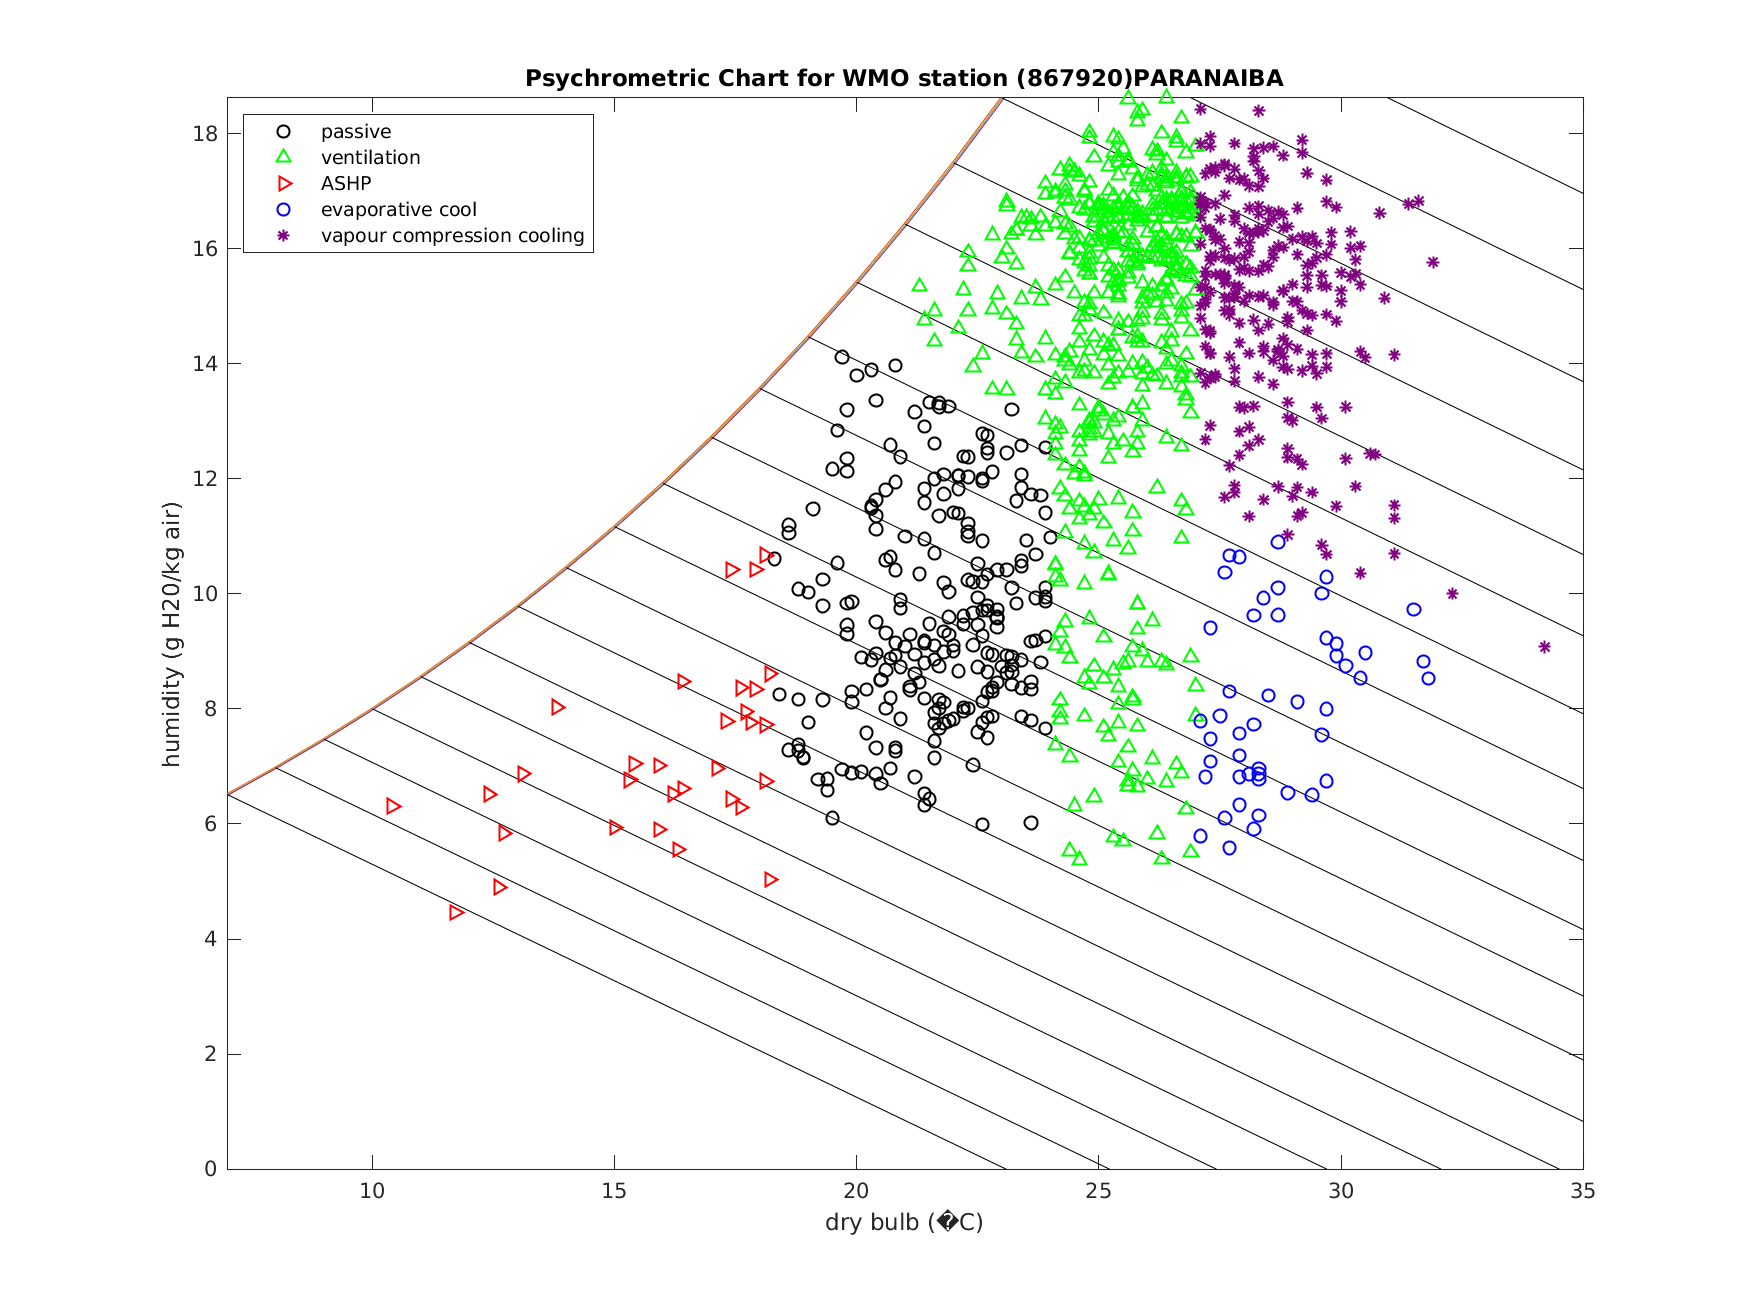 Psychrometric Chart for WMO station (867920)PARANAIBA
passive
ventilation
ASHP
evaporative cool
vapour compression cooling
18
16
14
12
10
8
6
4
2
0
humidity (g H20/kg air)
10 15 20 25 30 35
dry bulb (�C)